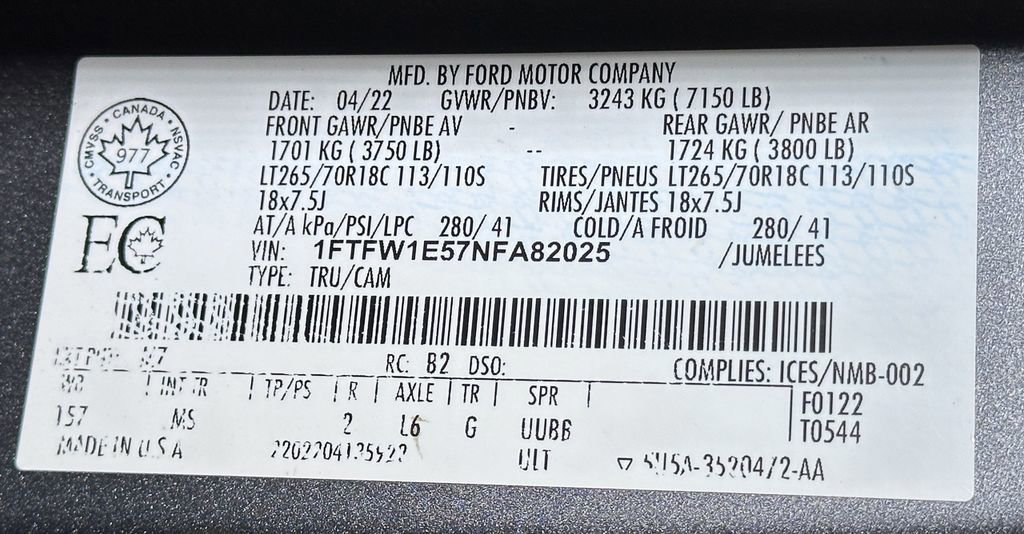 MFD. BY FORD MOTOR COMPANY
DATE: 04/22 GVWR/PNBV: 3243 KG ( 7150 LB)
FRONT GAWR/PNBE AV - REAR GAWR/ PNBE AR
1701 KG ( 3750 LB) -- 1724 KG ( 3800 LB)
LT265/70R18C 113/110S TIRES/PNEUS LT265/70R18C 113/110S
18x7.5J RIMS/JANTES 18x7.5J
AT/A kPa/PSI/LPC 280/ 41 COLD/A FROID 280/ 41
VIN: 1FTFW1E57NFA82025 /JUMELEES
TYPE: TRU/CAM
CANADA
CMVSS NSVAC
977
TRANSPORT
EC
RC: B2 DSO: COMPLIES: ICES/NMB-002
WB | INT TR | TP/PS | R | AXLE | TR | SPR |
F0122
157 MS 2 L6 G UUBB
T0544
MADE IN U S A ULT